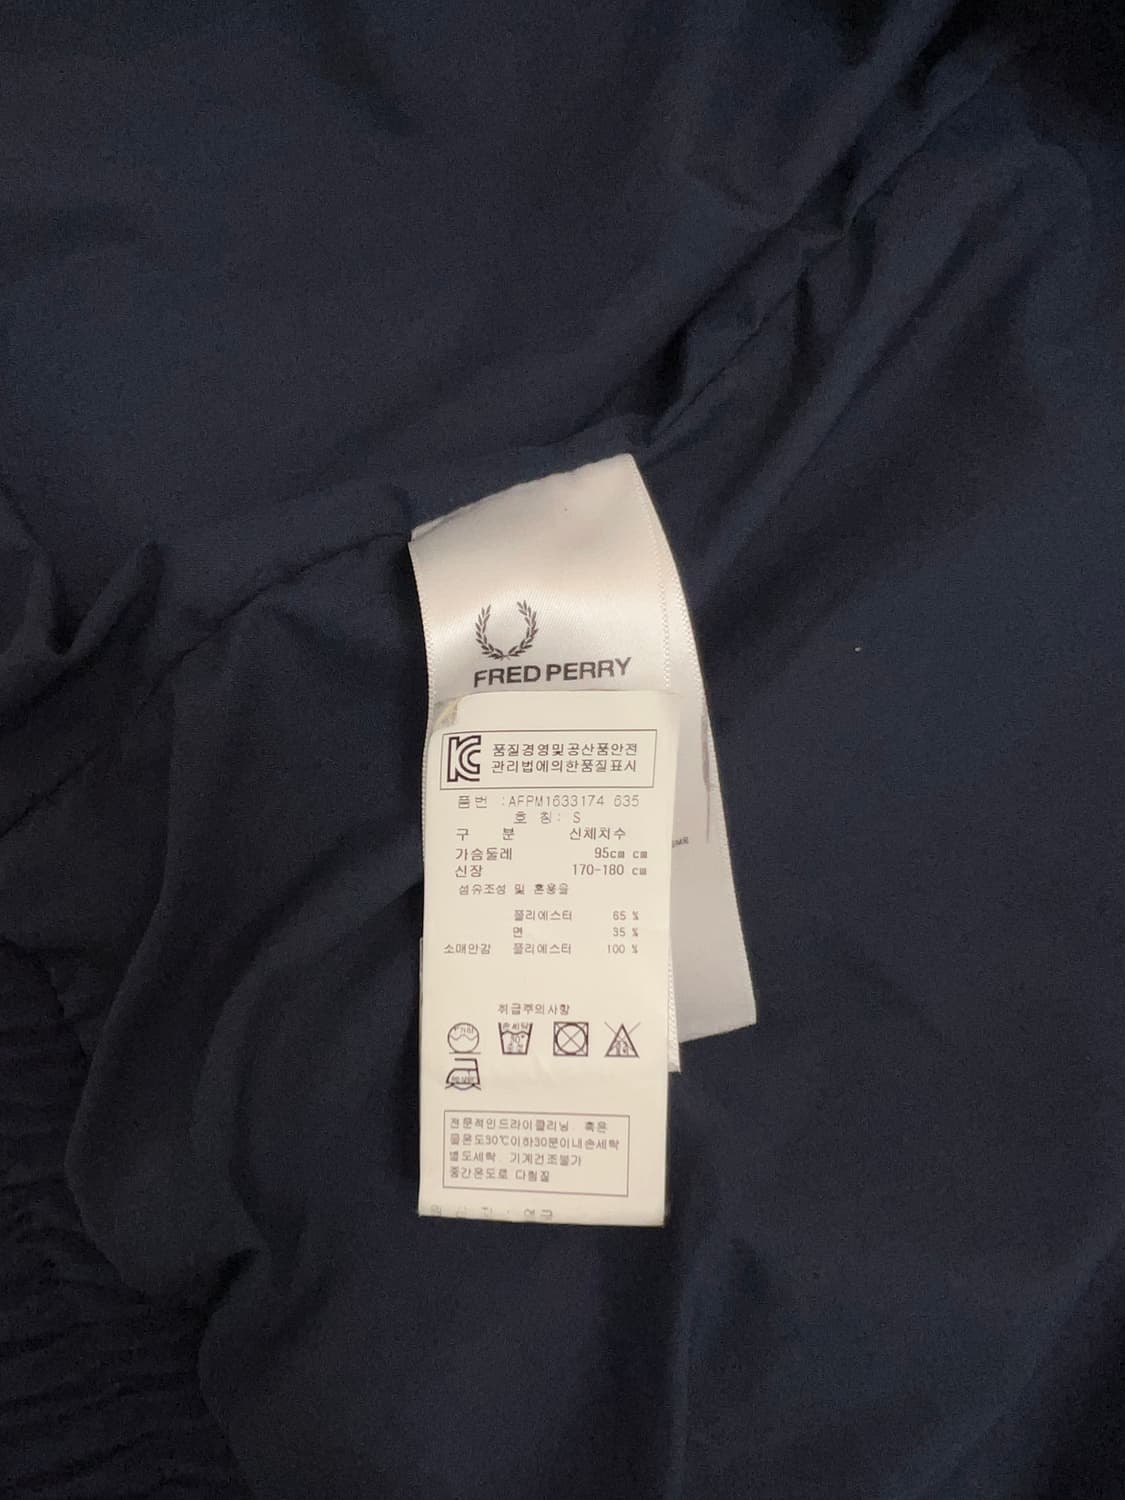 FRED PERRY
품질경영및공산품안전
관리법에의한품질표시
품번 :AFPM1633174 635
호 칭: S
구 분 신체치수
가슴둘레 95cm cm
신장 170-180 cm
섬유조성 및 혼용율
폴리에스터 65 %
면 35 %
소매안감 폴리에스터 100 %
취급주의사항
손세탁
30°
중성
전문적인드라이클리닝 혹은
물온도30℃이하30분이내손세탁
별도세탁 기계건조불가
중간온도로 다림질